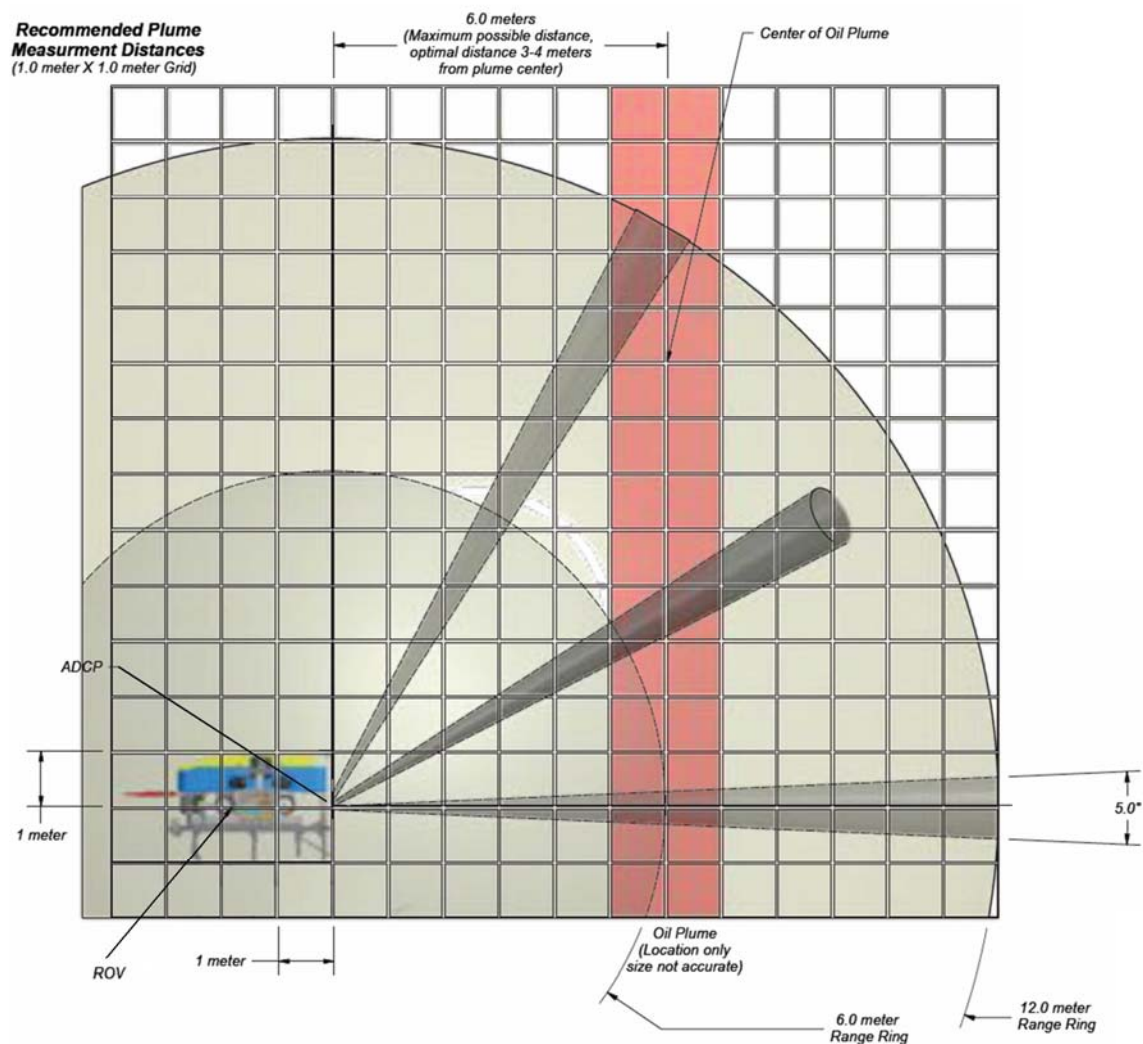 Recommended Plume
Measurment Distances
(1.0 meter X 1.0 meter Grid)
6.0 meters
(Maximum possible distance,
optimal distance 3-4 meters
from plume center)
Center of Oil Plume
ADCP
1 meter
5.0°
ROV
1 meter
Oil Plume
(Location only
size not accurate)
6.0 meter
Range Ring
12.0 meter
Range Ring